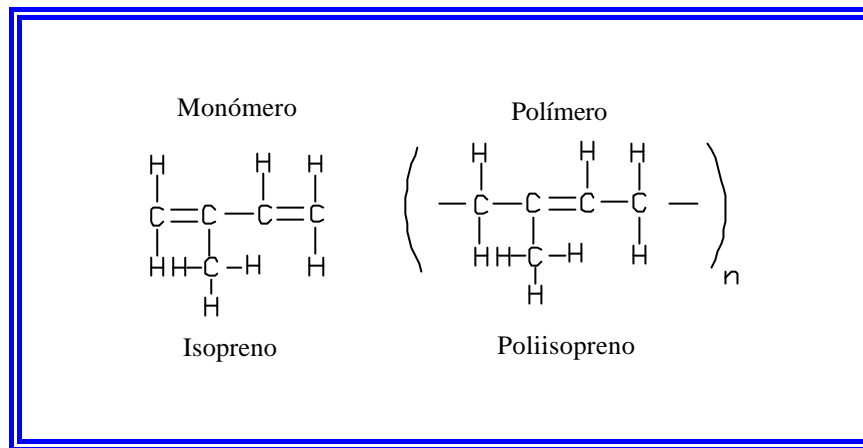 Monómero Polímero
H H H H H H
C = C — C = C ( — C — C = C — C — )
H H — C — H H H H — C — H H n
H H
Isopreno Poliisopreno